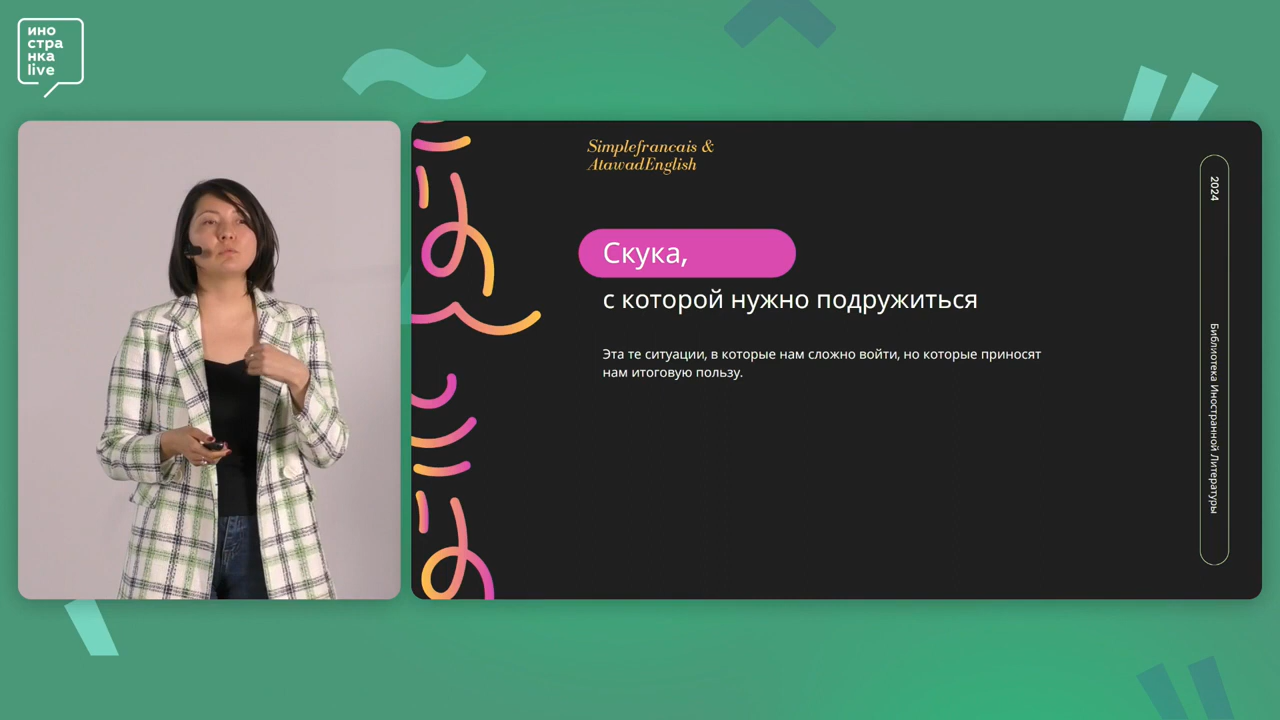 ино
стра
нка
live
Simplefrancais &
AtawadEnglish
Скука,
с которой нужно подружиться
Эта те ситуации, в которые нам сложно войти, но которые приносят
нам итоговую пользу.
2024
Библиотека Иностранной Литературы